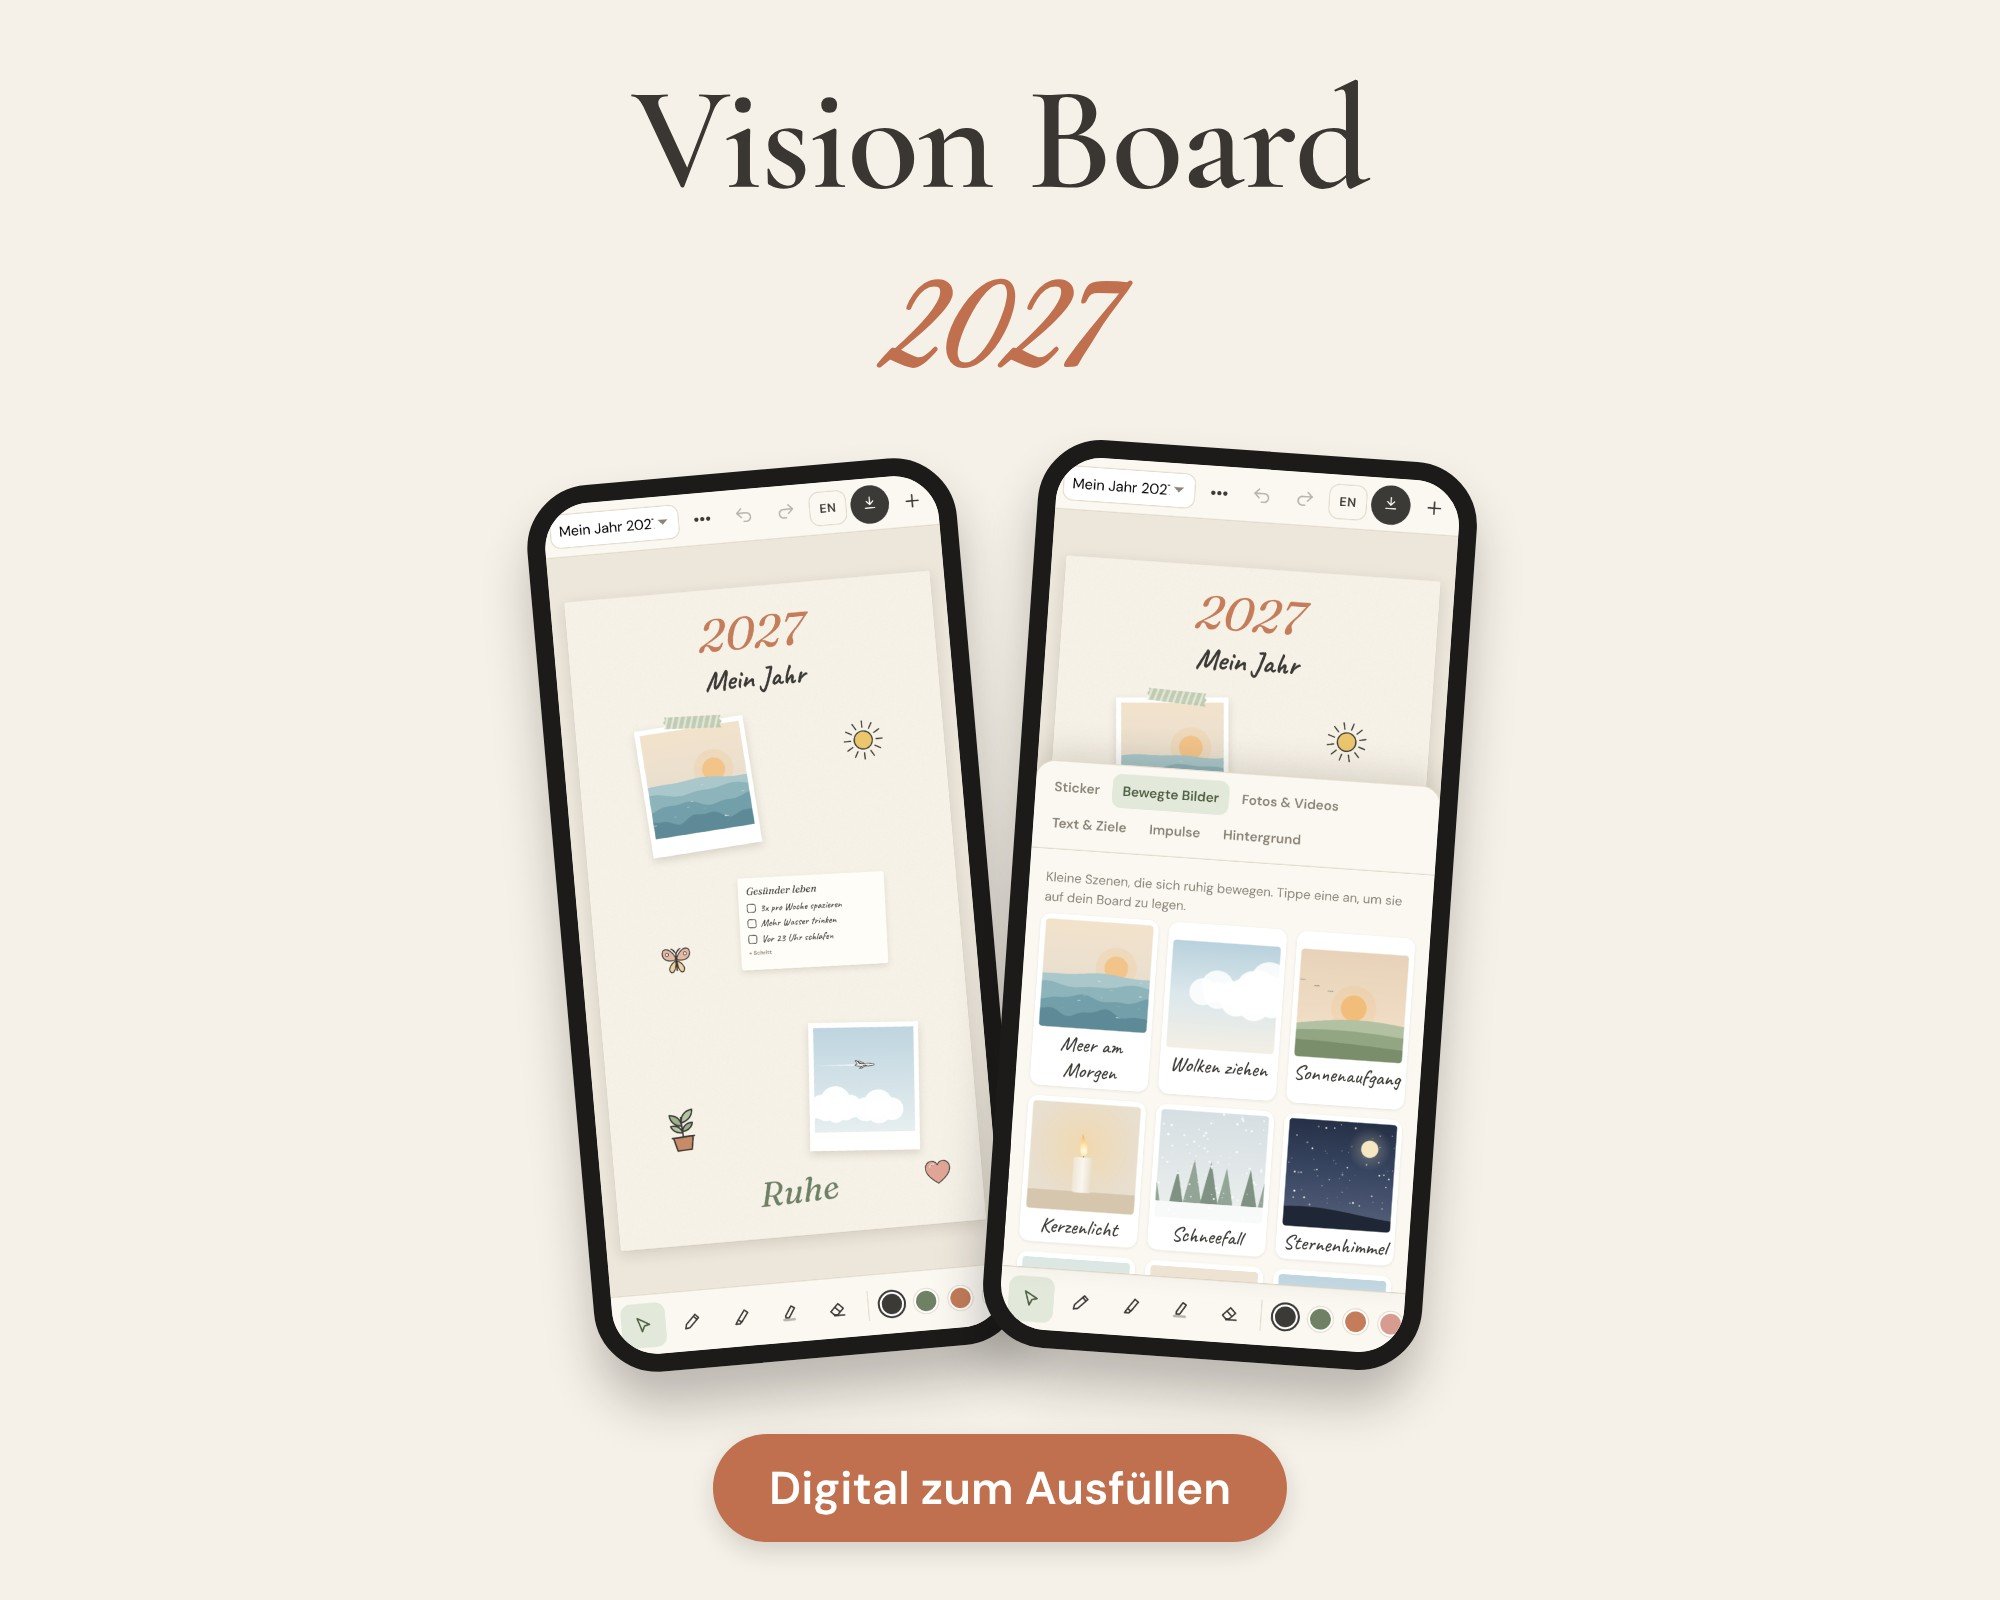 Vision Board
2027
Mein Jahr 202
EN
2027
Mein Jahr
Gesünder leben
3x pro Woche spazieren
Mehr Wasser trinken
Vor 23 Uhr schlafen
+ Schritt
Ruhe
Mein Jahr 202
EN
2027
Mein Jahr
Sticker Bewegte Bilder Fotos & Videos
Text & Ziele Impulse Hintergrund
Kleine Szenen, die sich ruhig bewegen. Tippe eine an, um sie
auf dein Board zu legen.
Meer am
Morgen
Wolken ziehen
Sonnenaufgang
Kerzenlicht
Schneefall
Sternenhimmel
Digital zum Ausfüllen